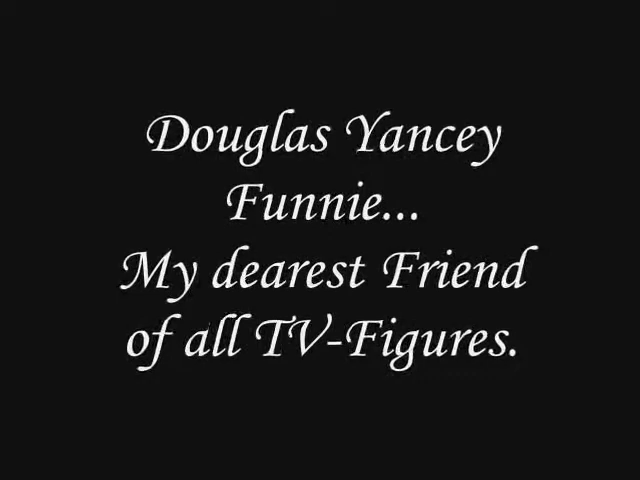 Douglas Yancey
Funnie...
My dearest Friend
of all TV-Figures.